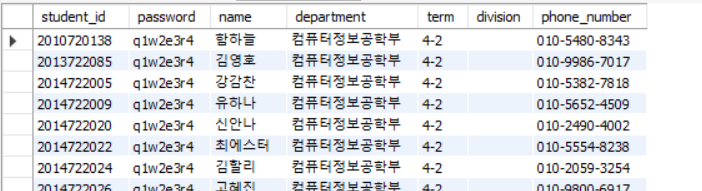 student_id password name department term division phone_number
2010720138 q1w2e3r4 함하늘 컴퓨터정보공학부 4-2 010-5480-8343
2013722085 q1w2e3r4 김영호 컴퓨터정보공학부 4-2 010-9986-7017
2014722005 q1w2e3r4 강감찬 컴퓨터정보공학부 4-2 010-5382-7818
2014722009 q1w2e3r4 유하나 컴퓨터정보공학부 4-2 010-5652-4509
2014722020 q1w2e3r4 신안나 컴퓨터정보공학부 4-2 010-2490-4002
2014722022 q1w2e3r4 최에스터 컴퓨터정보공학부 4-2 010-5554-8238
2014722024 q1w2e3r4 김할리 컴퓨터정보공학부 4-2 010-2059-3254
2014722026 q1w2e3r4 고혜진 컴퓨터정보공학부 4-2 010-9800-6917